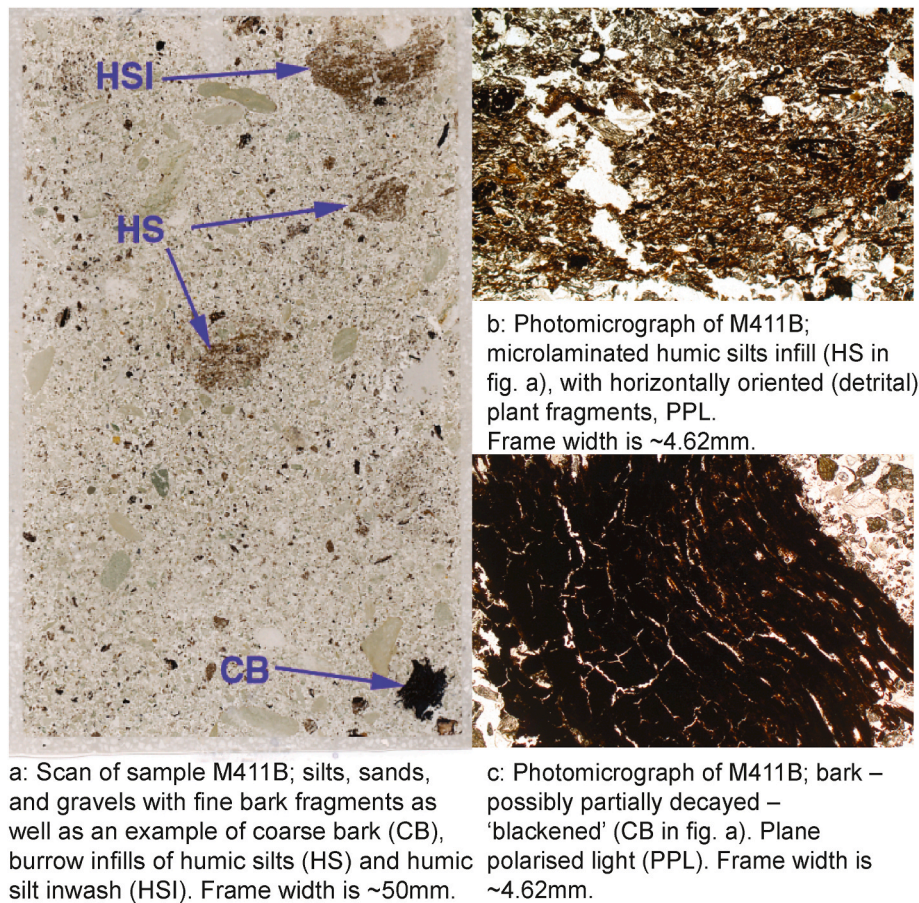 HSI
HS
CB
b: Photomicrograph of M411B;
microlaminated humic silts infill (HS in
fig. a), with horizontally oriented (detrital)
plant fragments, PPL.
Frame width is ~4.62mm.
a: Scan of sample M411B; silts, sands,
and gravels with fine bark fragments as
well as an example of coarse bark (CB),
burrow infills of humic silts (HS) and humic
silt inwash (HSI). Frame width is ~50mm.
c: Photomicrograph of M411B; bark –
possibly partially decayed –
‘blackened’ (CB in fig. a). Plane
polarised light (PPL). Frame width is
~4.62mm.